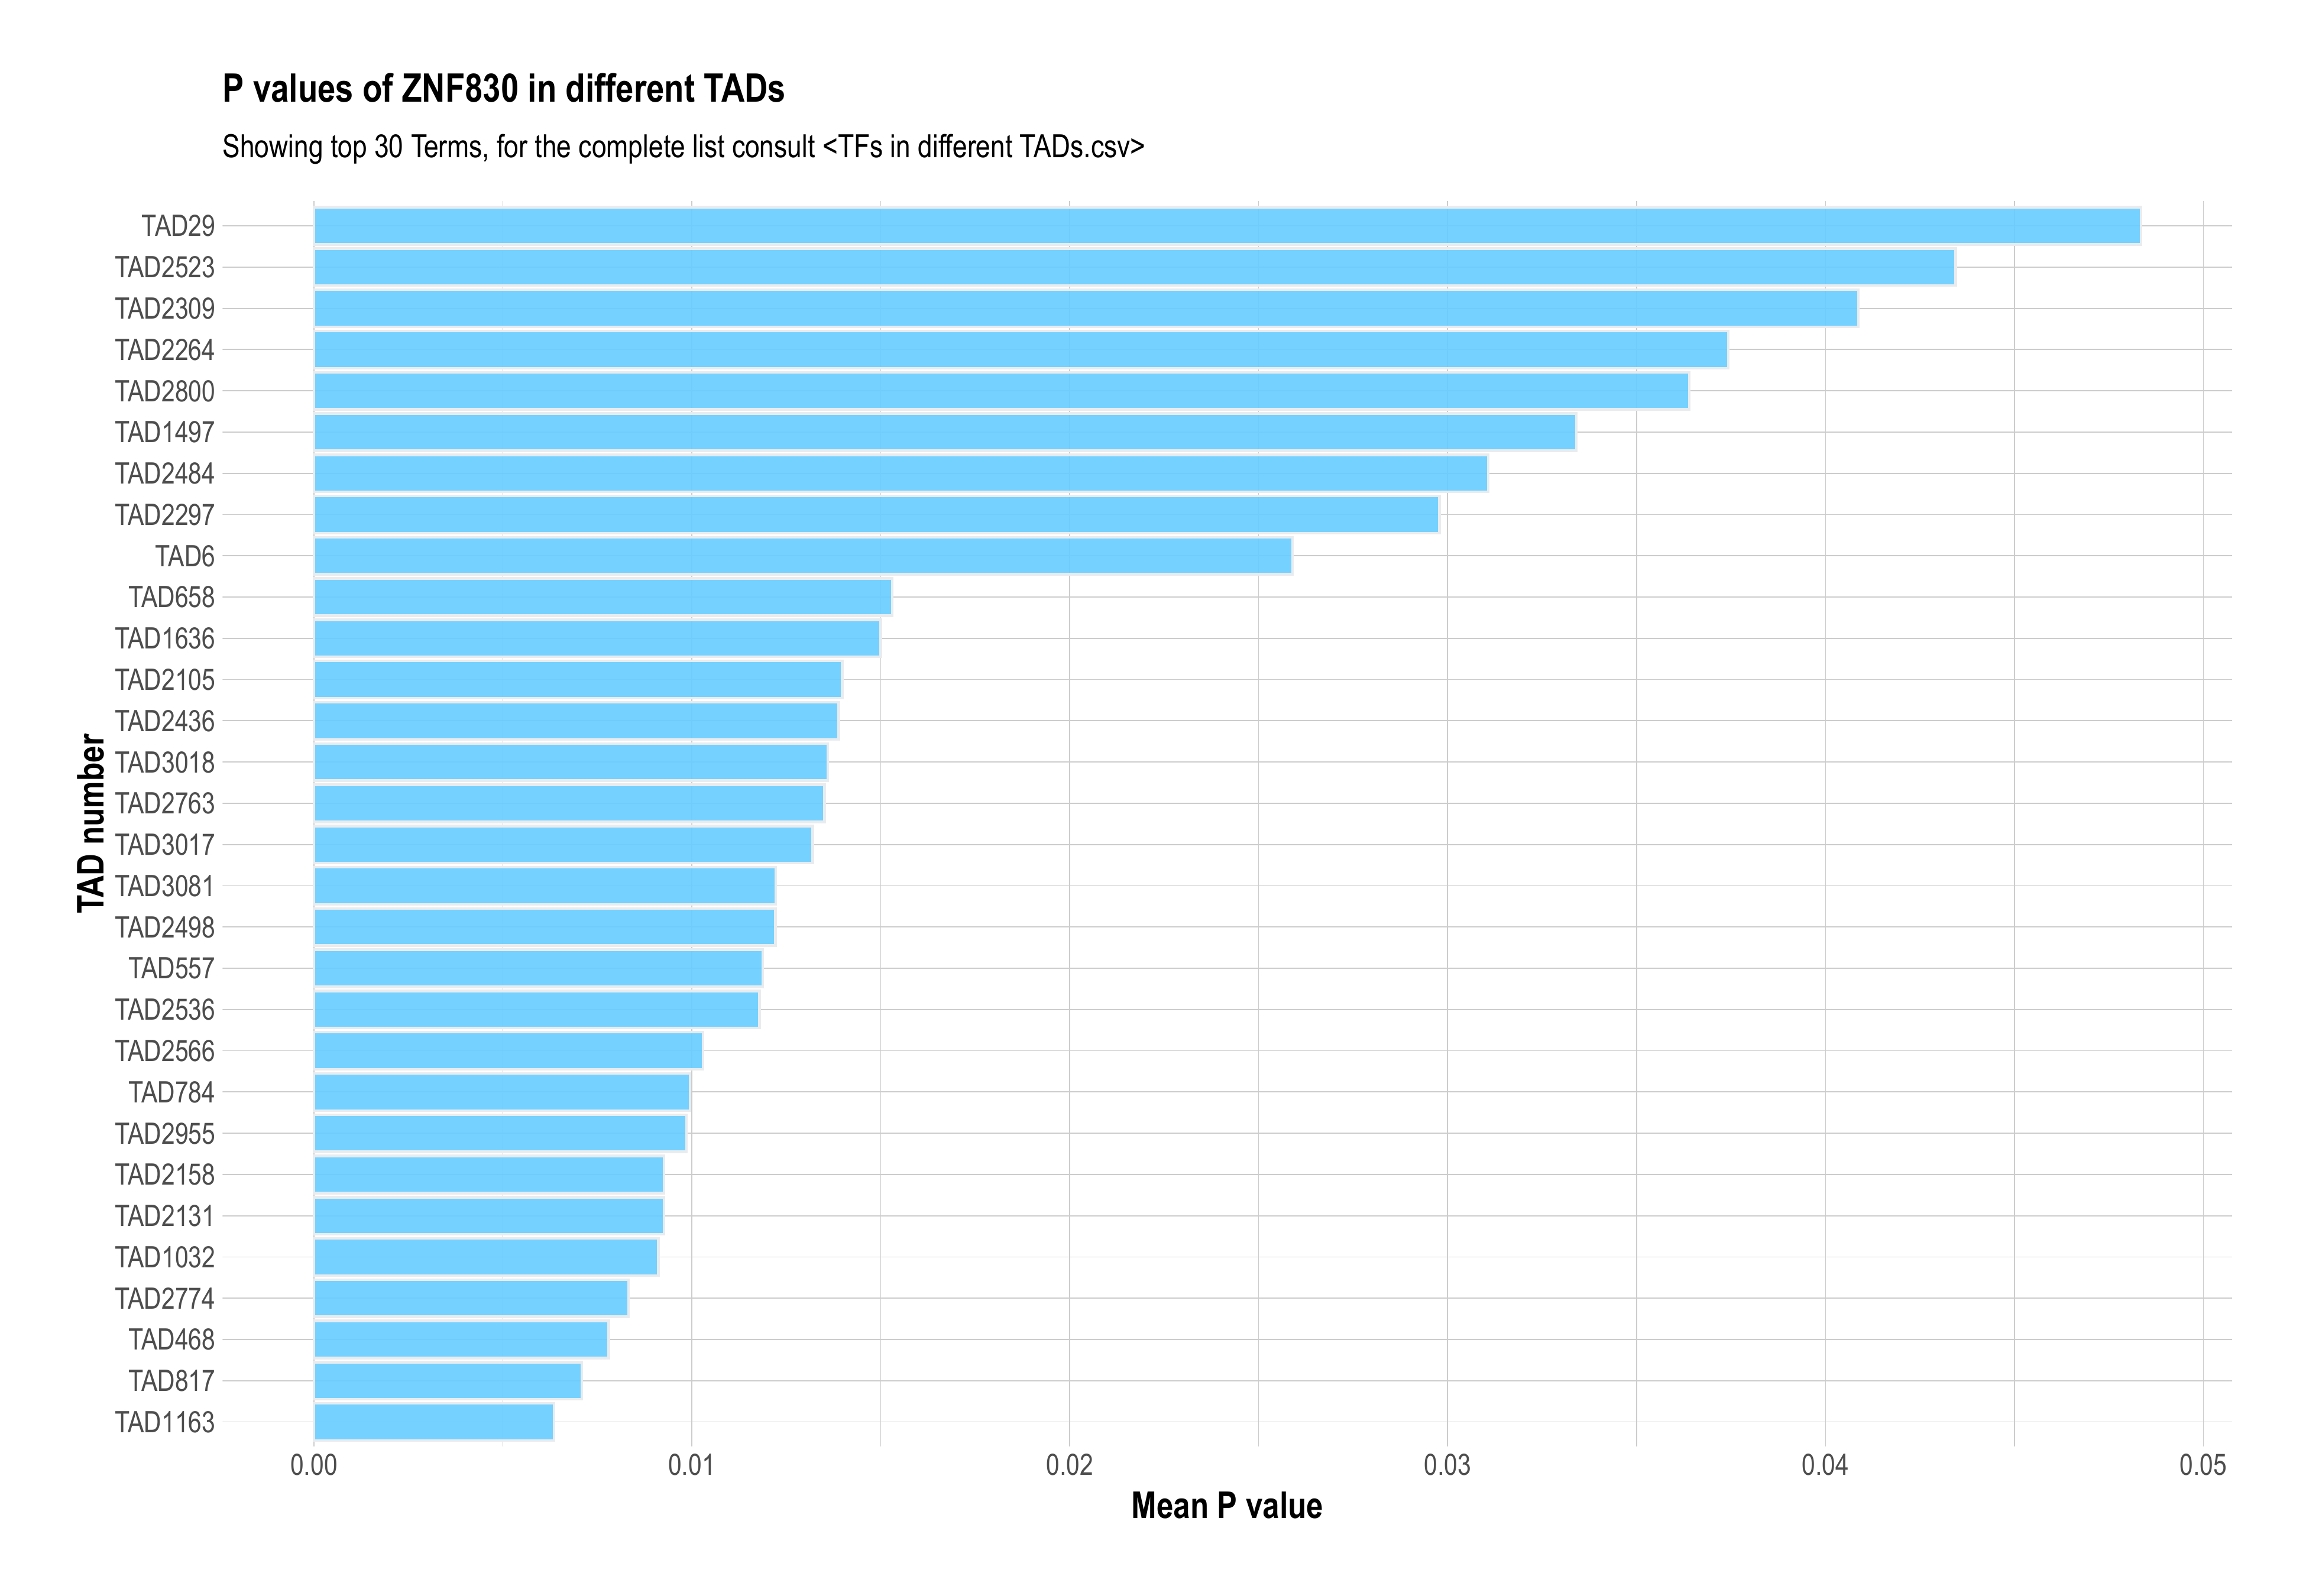 P values of ZNF830 in different TADs
Showing top 30 Terms, for the complete list consult <TFs in different TADs.csv>
TAD number
TAD29
TAD2523
TAD2309
TAD2264
TAD2800
TAD1497
TAD2484
TAD2297
TAD6
TAD658
TAD1636
TAD2105
TAD2436
TAD3018
TAD2763
TAD3017
TAD3081
TAD2498
TAD557
TAD2536
TAD2566
TAD784
TAD2955
TAD2158
TAD2131
TAD1032
TAD2774
TAD468
TAD817
TAD1163
0.00 0.01 0.02 0.03 0.04 0.05
Mean P value